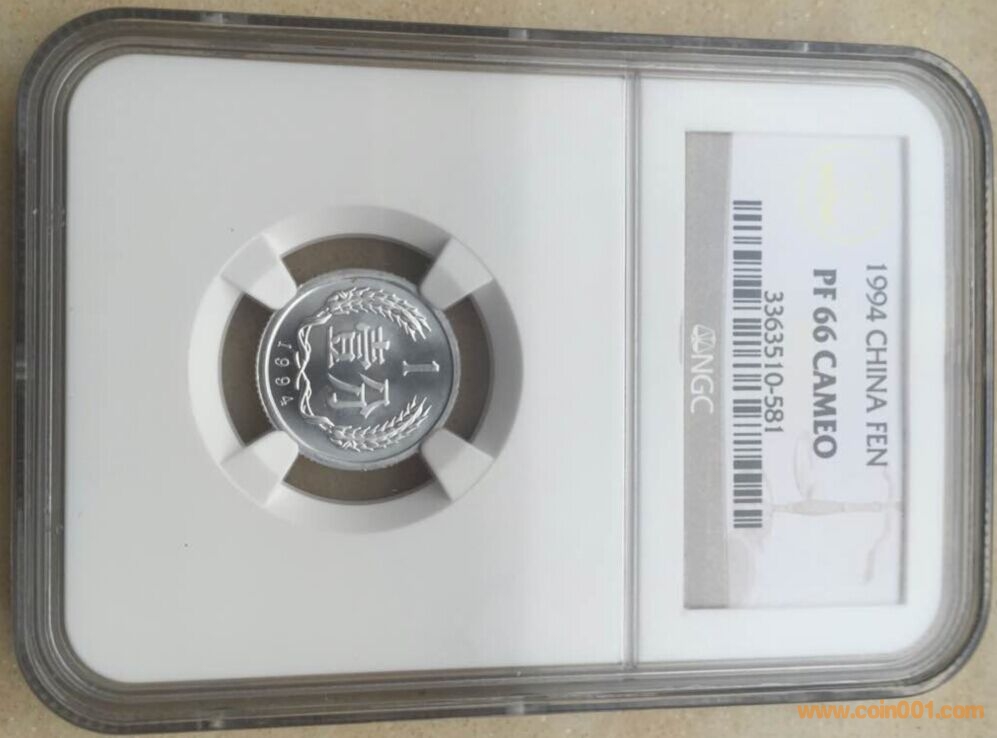 1994 CHINA FEN
PF 66 CAMEO
3363510-581
NGC
1
壹分
1994
www.coin001.com